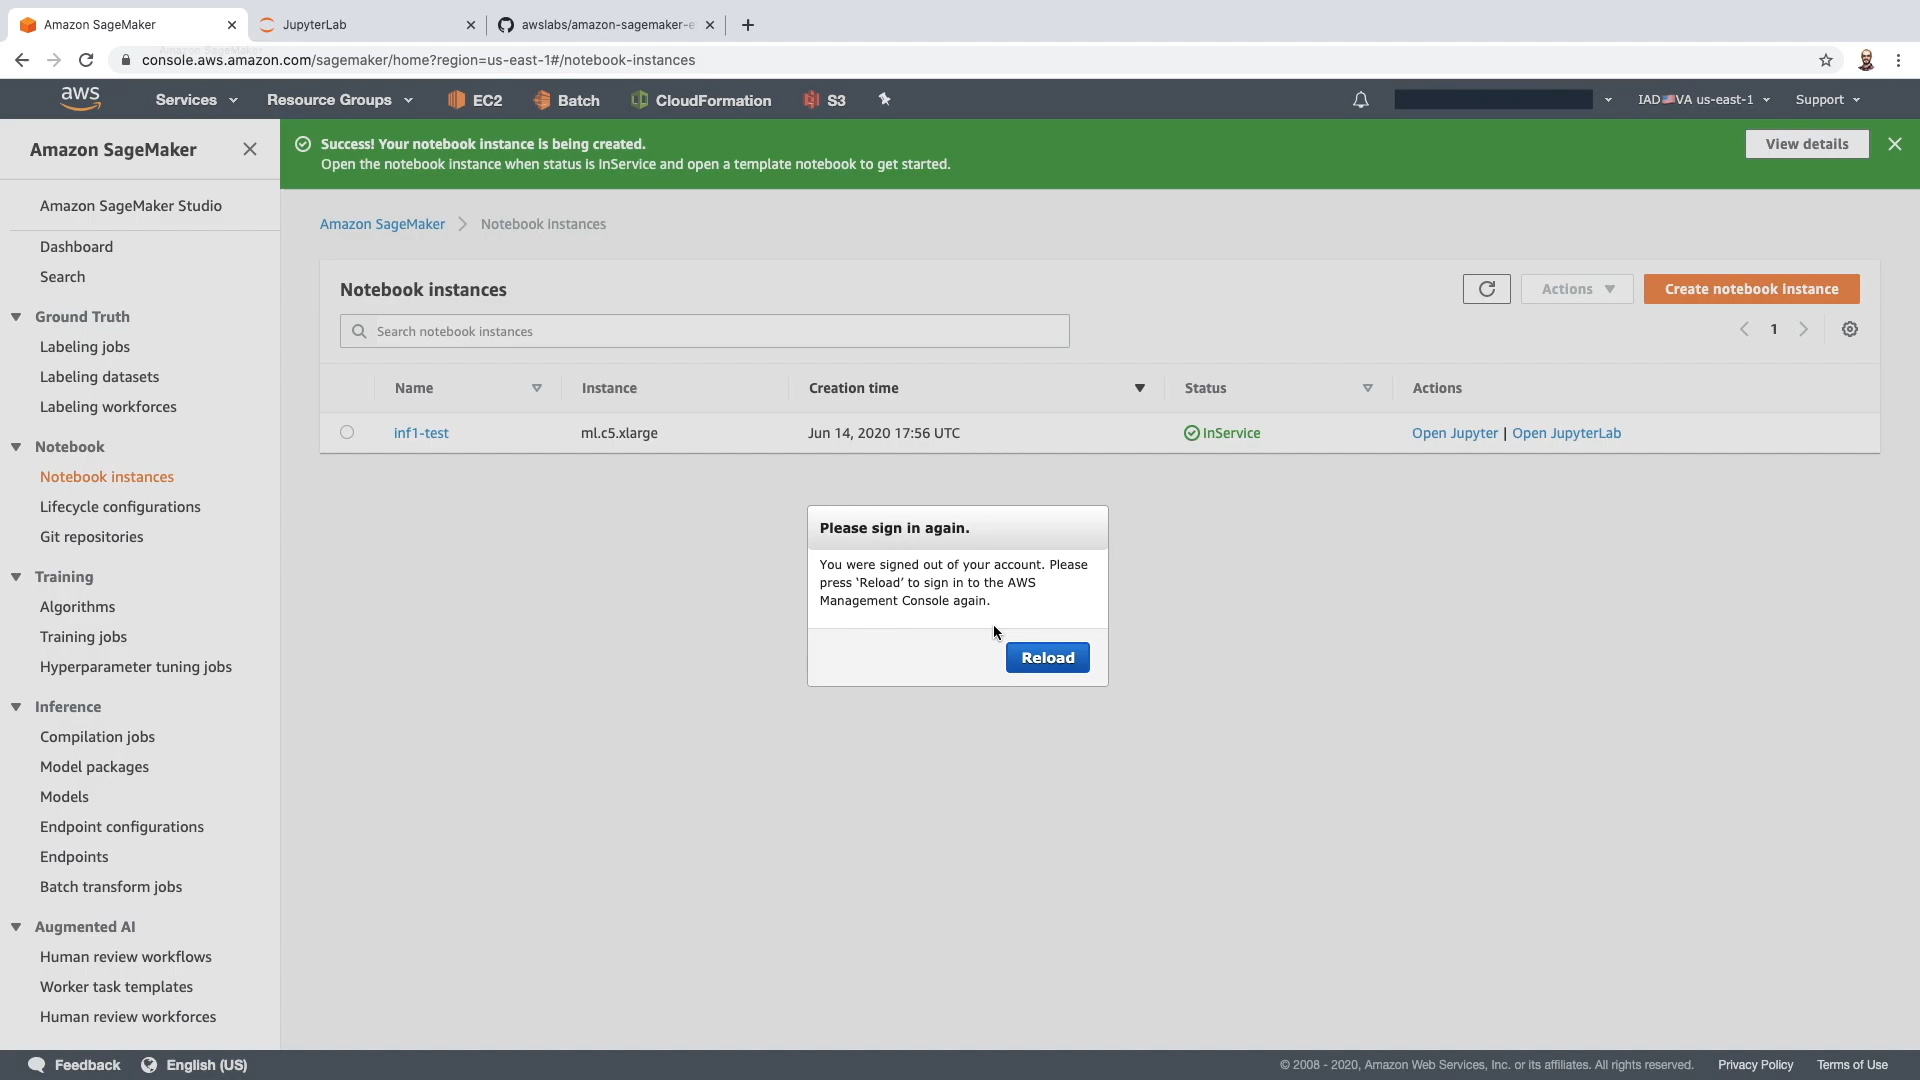 Amazon SageMaker
JupyterLab
awslabs/amazon-sagemaker-e
console.aws.amazon.com/sagemaker/home?region=us-east-1#/notebook-instances
Amazon SageMaker
aws
Services
Resource Groups
EC2
Batch
CloudFormation
S3
IAD🇺🇸VA us-east-1
Support
Amazon SageMaker
Success! Your notebook instance is being created.
Open the notebook instance when status is InService and open a template notebook to get started.
View details
Amazon SageMaker Studio
Dashboard
Search
Ground Truth
Labeling jobs
Labeling datasets
Labeling workforces
Notebook
Notebook instances
Lifecycle configurations
Git repositories
Training
Algorithms
Training jobs
Hyperparameter tuning jobs
Inference
Compilation jobs
Model packages
Models
Endpoint configurations
Endpoints
Batch transform jobs
Augmented AI
Human review workflows
Worker task templates
Human review workforces
Amazon SageMaker
Notebook instances
Notebook instances
Actions
Create notebook instance
Search notebook instances
1
Name
Instance
Creation time
Status
Actions
inf1-test
ml.c5.xlarge
Jun 14, 2020 17:56 UTC
InService
Open Jupyter | Open JupyterLab
Please sign in again.
You were signed out of your account. Please
press ‘Reload’ to sign in to the AWS
Management Console again.
Reload
Feedback
English (US)
© 2008 - 2020, Amazon Web Services, Inc. or its affiliates. All rights reserved.
Privacy Policy
Terms of Use